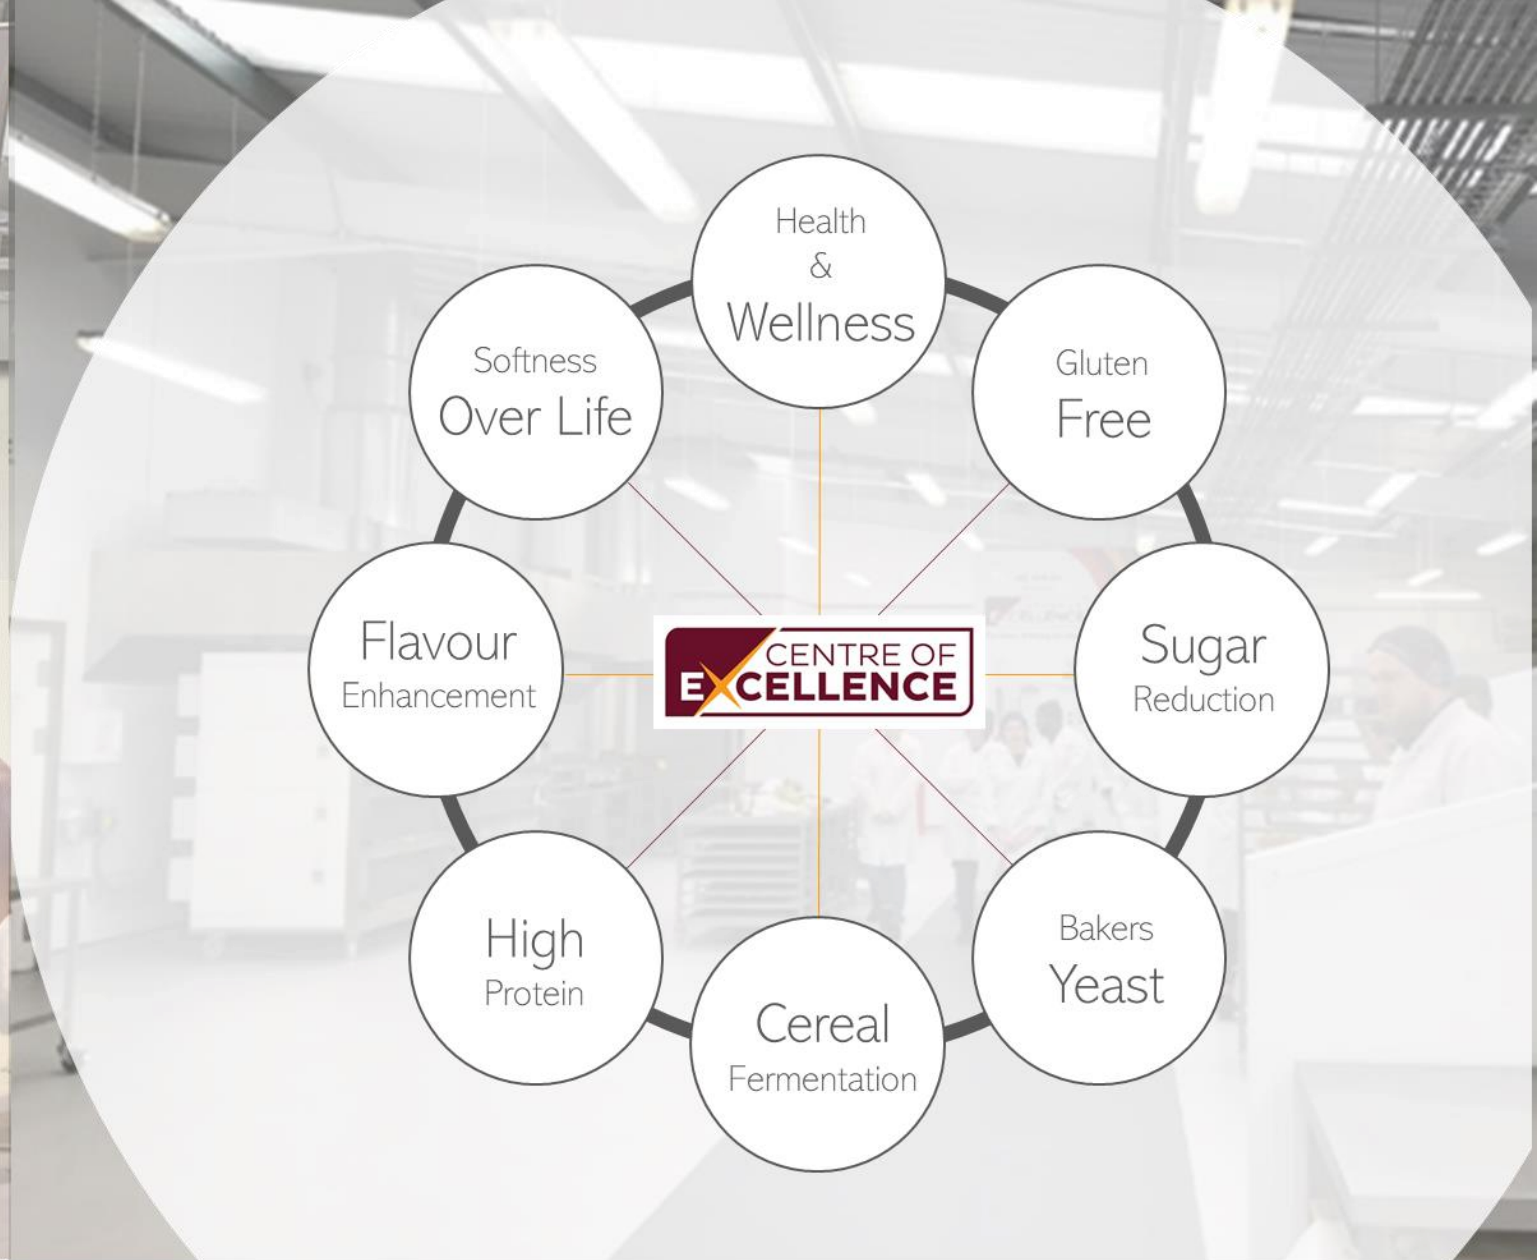 Health
&
Wellness
Gluten
Free
Sugar
Reduction
Bakers
Yeast
Cereal
Fermentation
High
Protein
Flavour
Enhancement
Softness
Over Life
CENTRE OF
EXCELLENCE